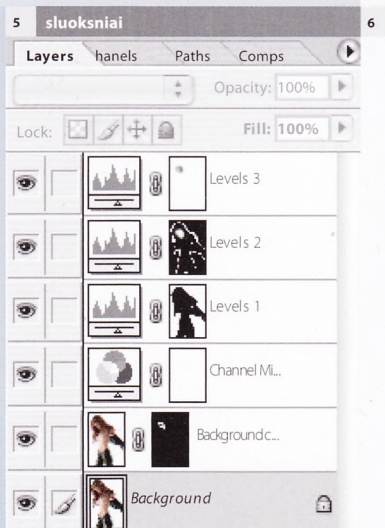 5 sluoksniai 6
Layers hanels Paths Comps
Opacity: 100%
Lock: Fill: 100%
Levels 3
Levels 2
Levels 1
Channel Mi...
Background c...
Background